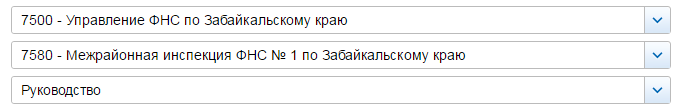 7500 - Управление ФНС по Забайкальскому краю
7580 - Межрайонная инспекция ФНС № 1 по Забайкальскому краю
Руководство